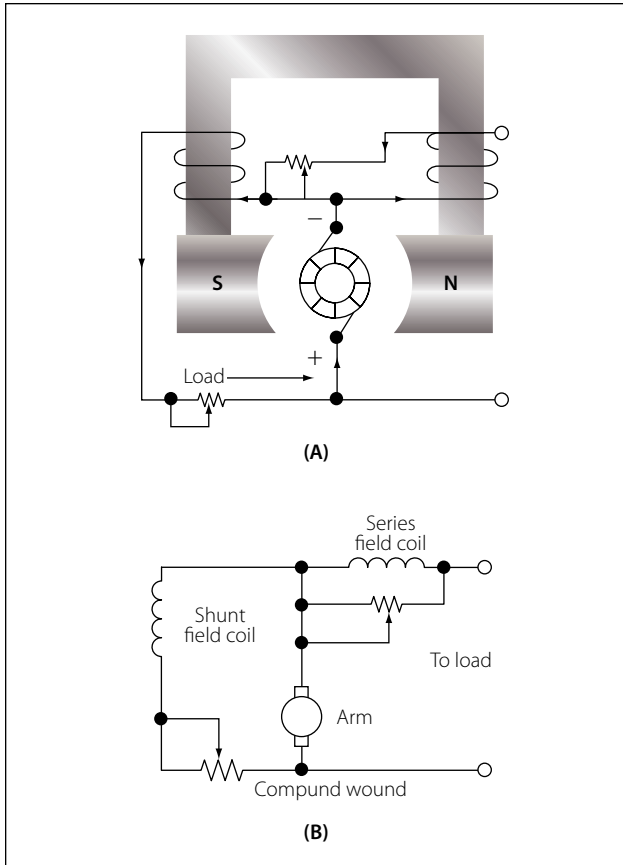 −
S
N
+
Load
(A)
Series
field coil
Shunt
field coil
To load
Arm
Compund wound
(B)